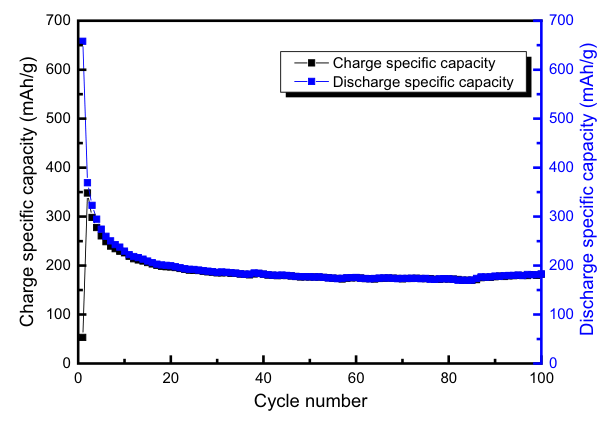 700
600
500
400
300
200
100
0
Charge specific capacity (mAh/g)
Charge specific capacity
Discharge specific capacity
700
600
500
400
300
200
100
0
Discharge specific capacity (mAh/g)
0 20 40 60 80 100
Cycle number